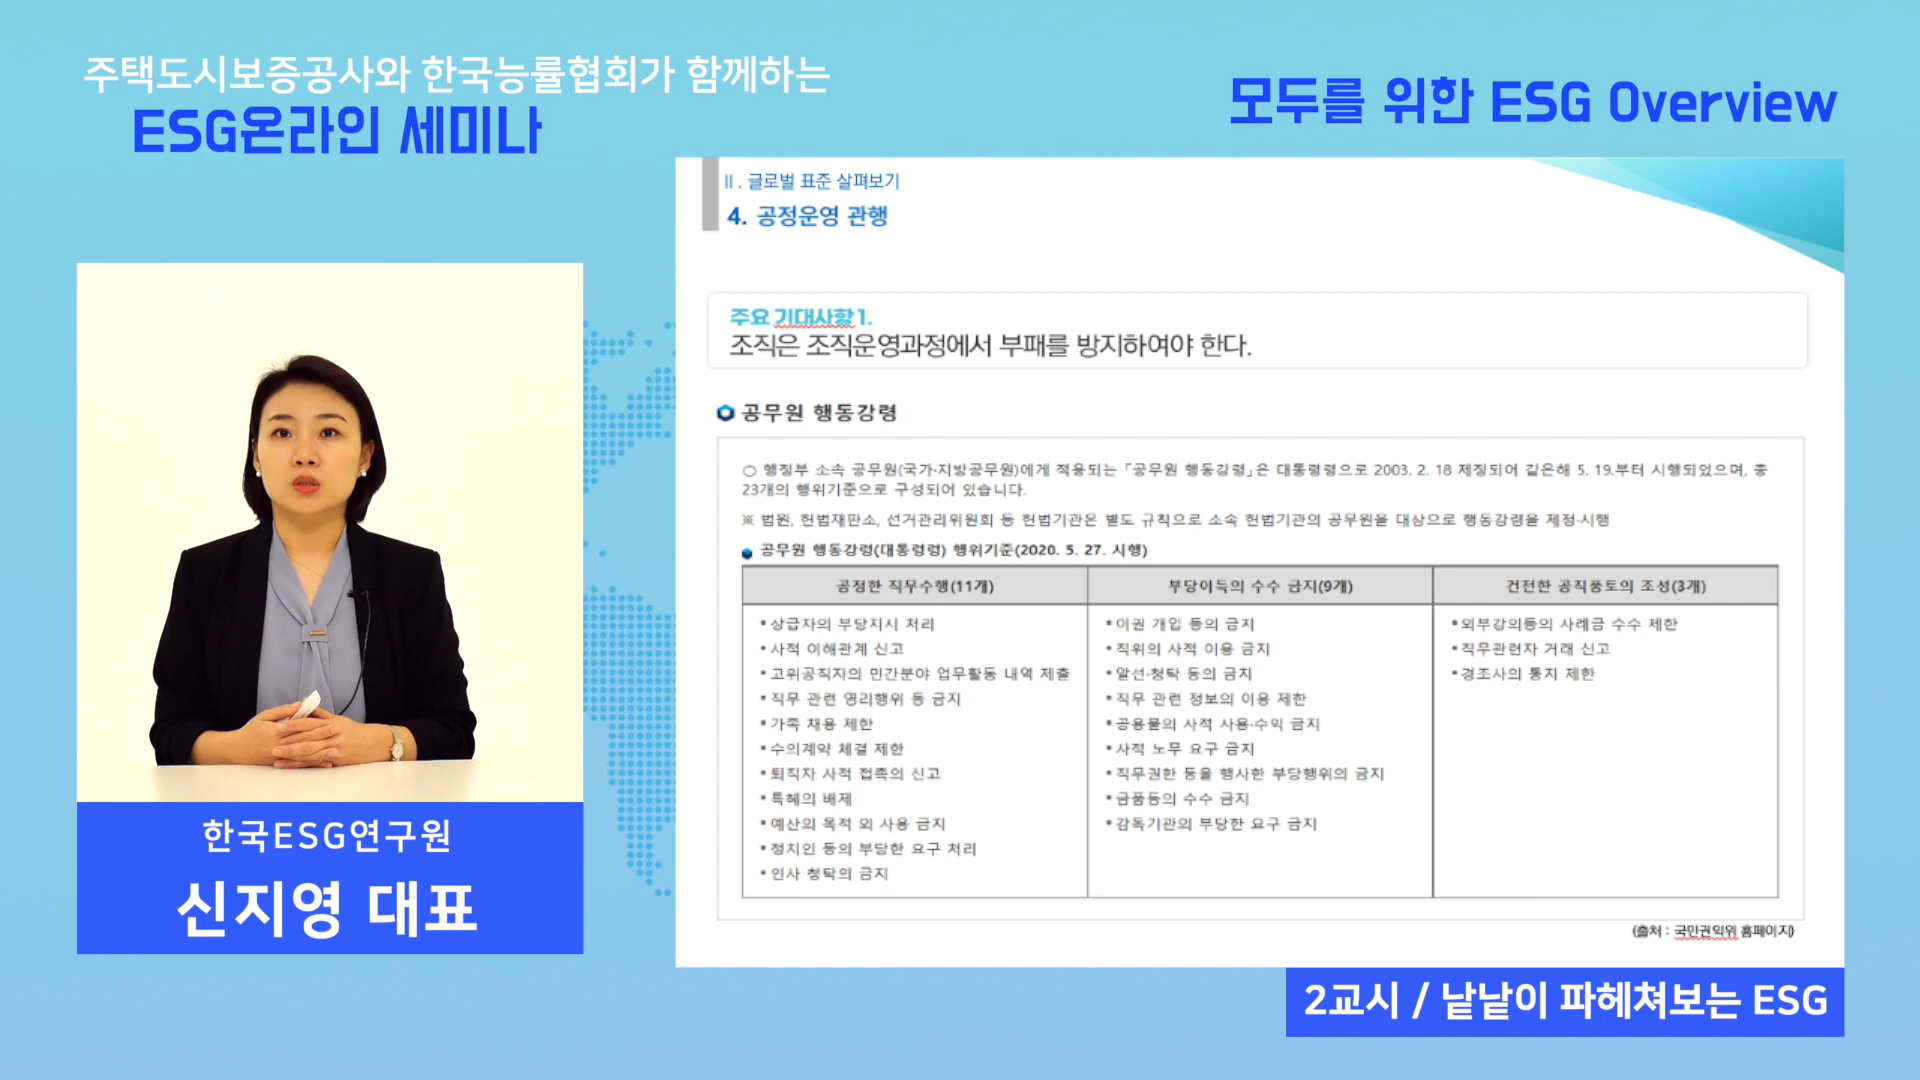 주택도시보증공사와 한국능률협회가 함께하는
ESG온라인 세미나
모두를 위한 ESG Overview
Ⅱ. 글로벌 표준 살펴보기
4. 공정운영 관행
주요 기대사항1.
조직은 조직운영과정에서 부패를 방지하여야 한다.
공무원 행동강령
○ 행정부 소속 공무원(국가·지방공무원)에게 적용되는 「공무원 행동강령」은 대통령령으로 2003. 2. 18 제정되어 같은해 5. 19.부터 시행되었으며, 총
23개의 행위기준으로 구성되어 있습니다.
※ 법원, 헌법재판소, 선거관리위원회 등 헌법기관은 별도 규칙으로 소속 헌법기관의 공무원을 대상으로 행동강령을 제정·시행
공무원 행동강령(대통령령) 행위기준(2020. 5. 27. 시행)
공정한 직무수행(11개)
▪상급자의 부당지시 처리
▪사적 이해관계 신고
▪고위공직자의 민간분야 업무활동 내역 제출
▪직무 관련 영리행위 등 금지
▪가족 채용 제한
▪수의계약 체결 제한
▪퇴직자 사적 접촉의 신고
▪특혜의 배제
▪예산의 목적 외 사용 금지
▪정치인 등의 부당한 요구 처리
▪인사 청탁의 금지
부당이득의 수수 금지(9개)
▪이권 개입 등의 금지
▪직위의 사적 이용 금지
▪알선·청탁 등의 금지
▪직무 관련 정보의 이용 제한
▪공용물의 사적 사용·수익 금지
▪사적 노무 요구 금지
▪직무권한 등을 행사한 부당행위의 금지
▪금품등의 수수 금지
▪감독기관의 부당한 요구 금지
건전한 공직풍토의 조성(3개)
▪외부강의등의 사례금 수수 제한
▪직무관련자 거래 신고
▪경조사의 통지 제한
(출처 : 국민권익위 홈페이지)
한국ESG연구원
신지영 대표
2교시 / 낱낱이 파헤쳐보는 ESG